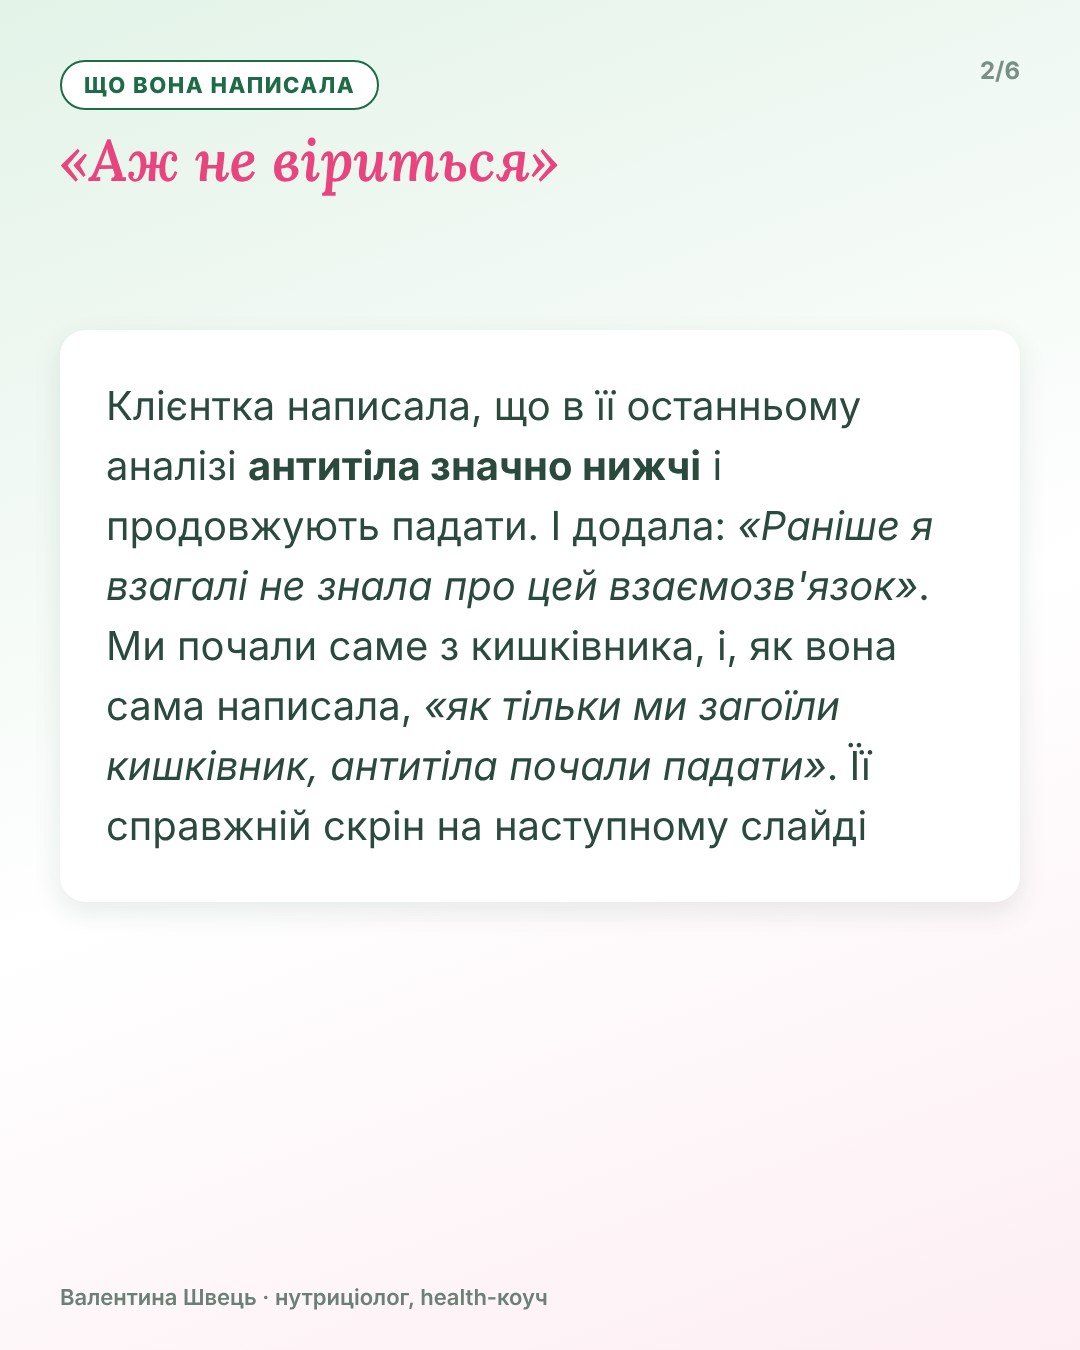 ЩО ВОНА НАПИСАЛА
2/6
«Аж не віриться»
Клієнтка написала, що в її останньому
аналізі антитіла значно нижчі і
продовжують падати. І додала: «Раніше я
взагалі не знала про цей взаємозв'язок».
Ми почали саме з кишківника, і, як вона
сама написала, «як тільки ми загоїли
кишківник, антитіла почали падати». Її
справжній скрін на наступному слайді
Валентина Швець · нутриціолог, health-коуч